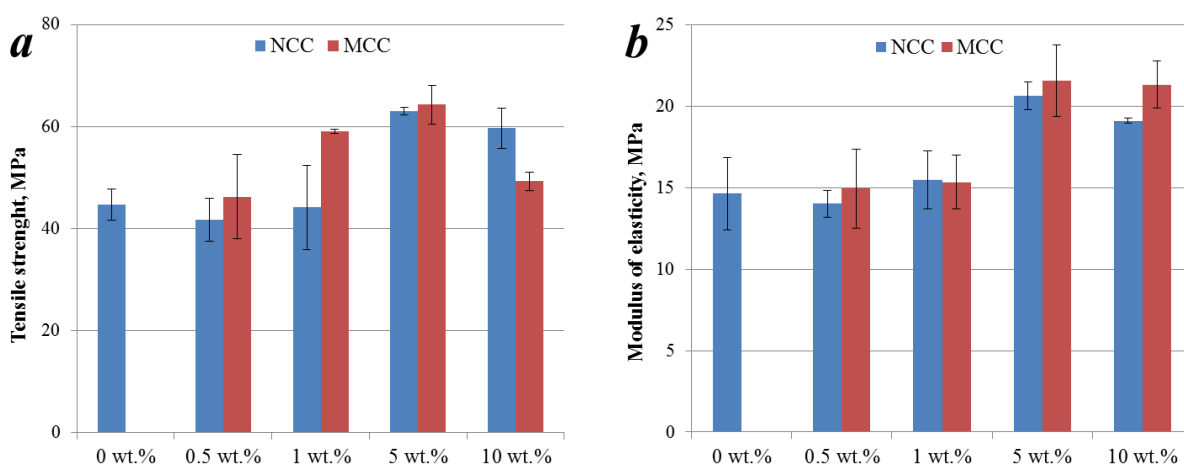 a
NCC MCC
Tensile strenght, MPa
80
60
40
20
0
0 wt.% 0.5 wt.% 1 wt.% 5 wt.% 10 wt.%
b
NCC MCC
Modulus of elasticity, MPa
25
20
15
10
5
0
0 wt.% 0.5 wt.% 1 wt.% 5 wt.% 10 wt.%